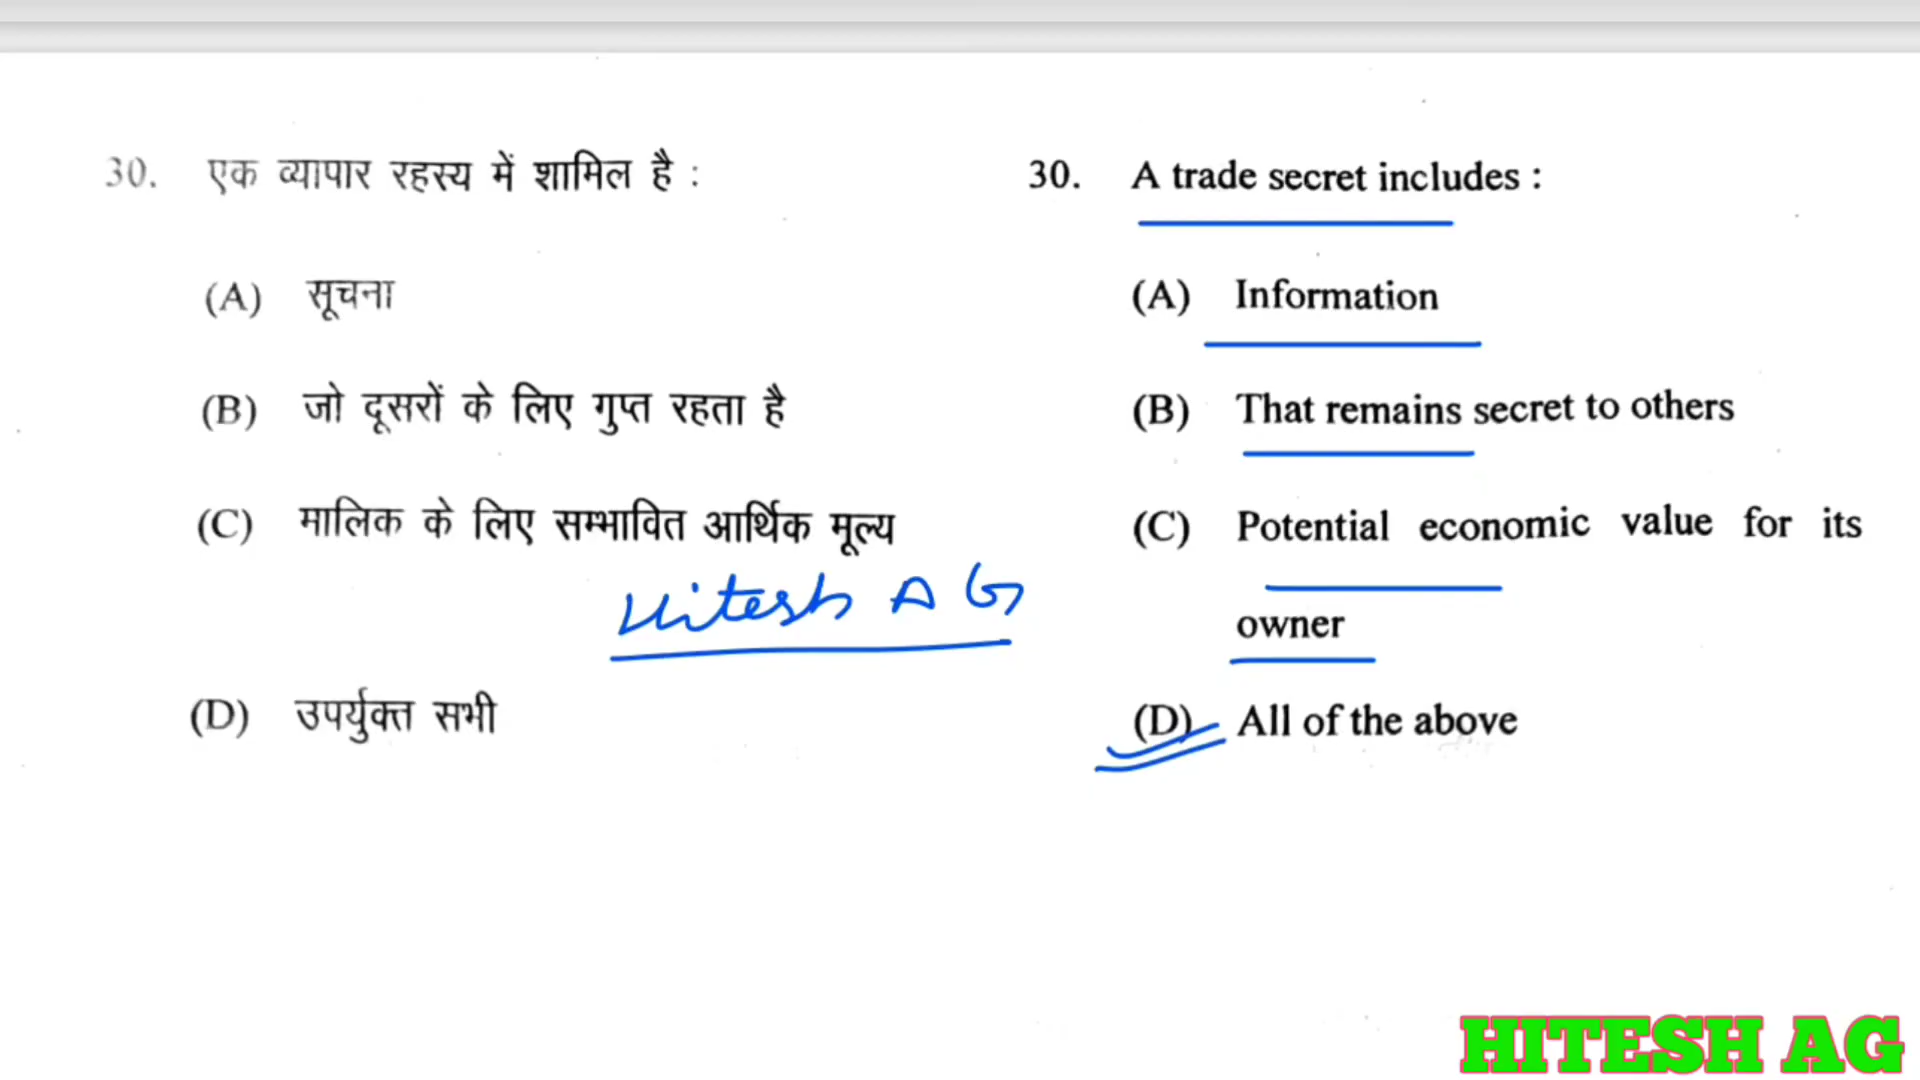 30. एक व्यापार रहस्य में शामिल है :
(A) सूचना
(B) जो दूसरों के लिए गुप्त रहता है
(C) मालिक के लिए सम्भावित आर्थिक मूल्य
(D) उपर्युक्त सभी
Hitesh A G
30. A trade secret includes :
(A) Information
(B) That remains secret to others
(C) Potential economic value for its
owner
(D) All of the above
HITESH AG